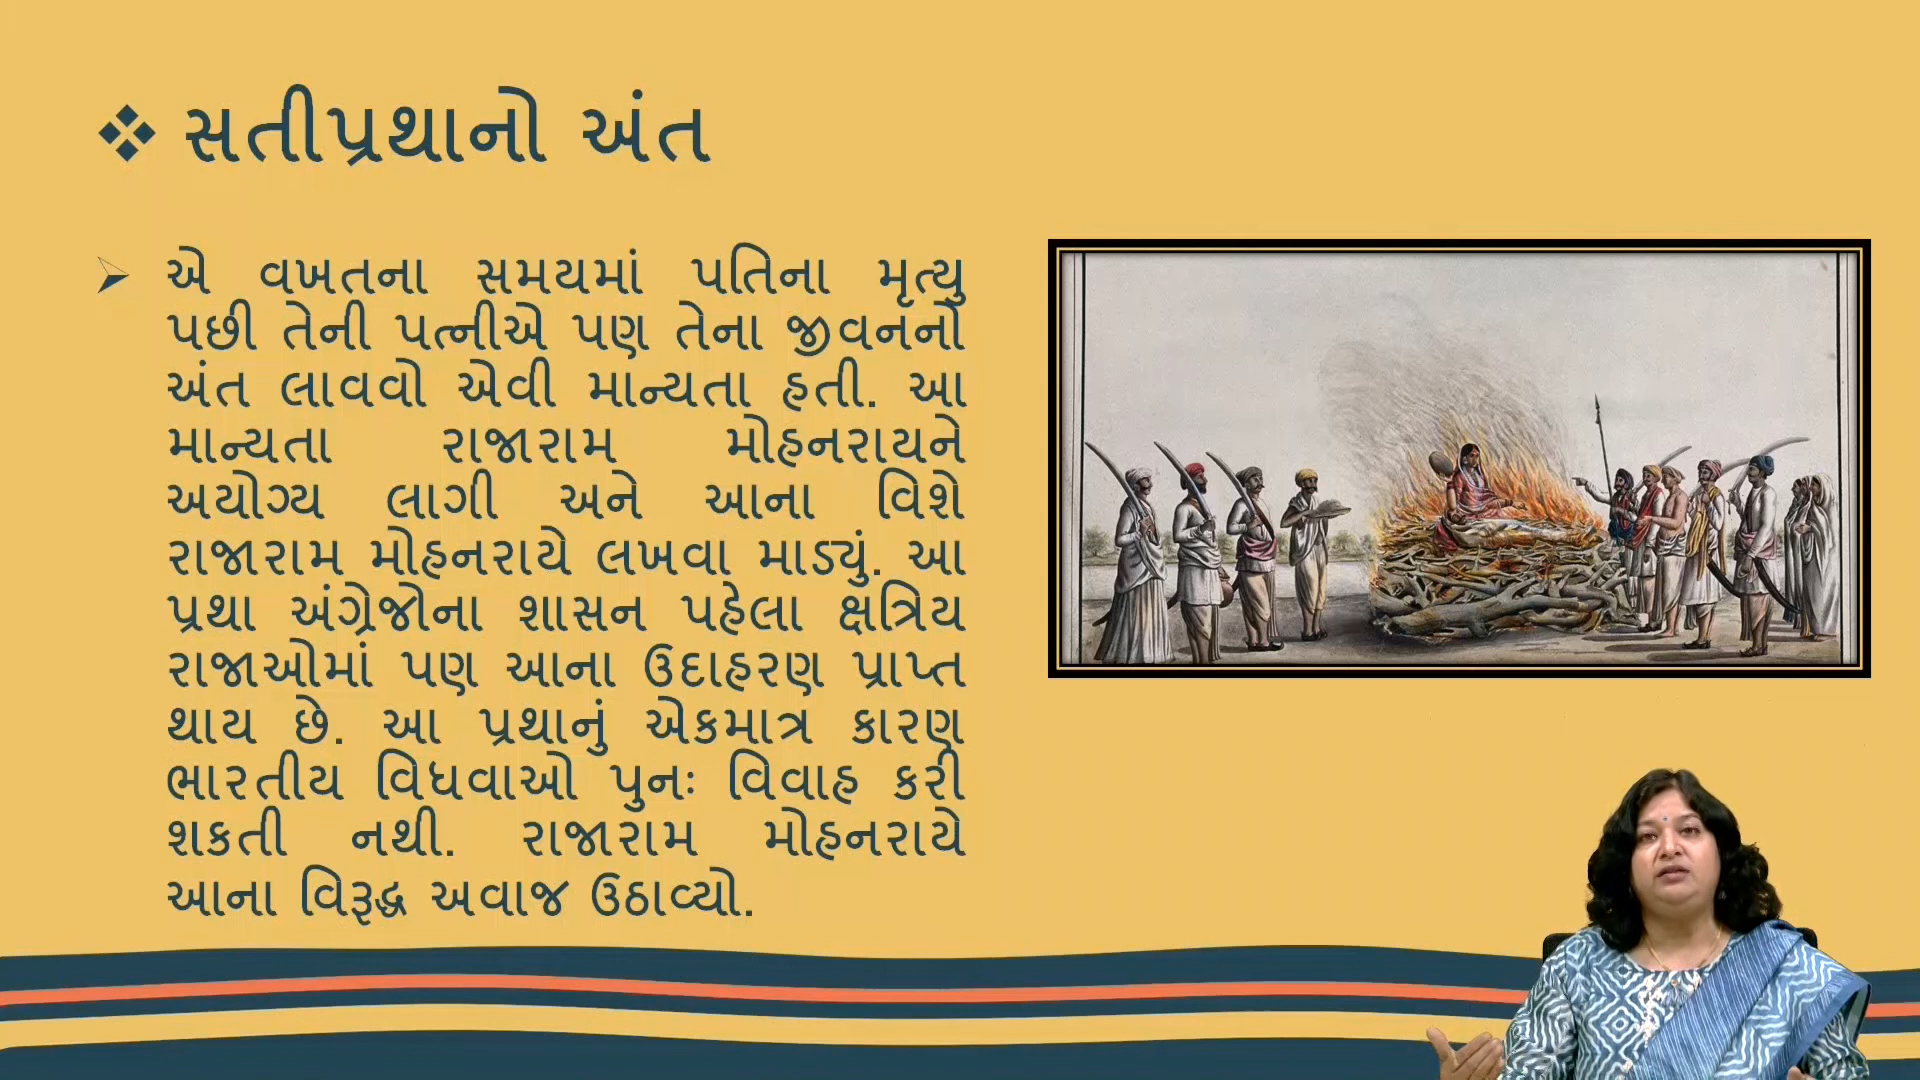 સતીપ્રથાનો અંત
એ વખતના સમયમાં પતિના મૃત્યુ
પછી તેની પત્નીએ પણ તેના જીવનનો
અંત લાવવો એવી માન્યતા હતી. આ
માન્યતા રાજારામ મોહનરાયને
અયોગ્ય લાગી અને આના વિશે
રાજારામ મોહનરાયે લખવા માડ્યું. આ
પ્રથા અંગ્રેજોના શાસન પહેલા ક્ષત્રિય
રાજાઓમાં પણ આના ઉદાહરણ પ્રાપ્ત
થાય છે. આ પ્રથાનું એકમાત્ર કારણ
ભારતીય વિધવાઓ પુનઃ વિવાહ કરી
શકતી નથી. રાજારામ મોહનરાયે
આના વિરૂદ્ધ અવાજ ઉઠાવ્યો.